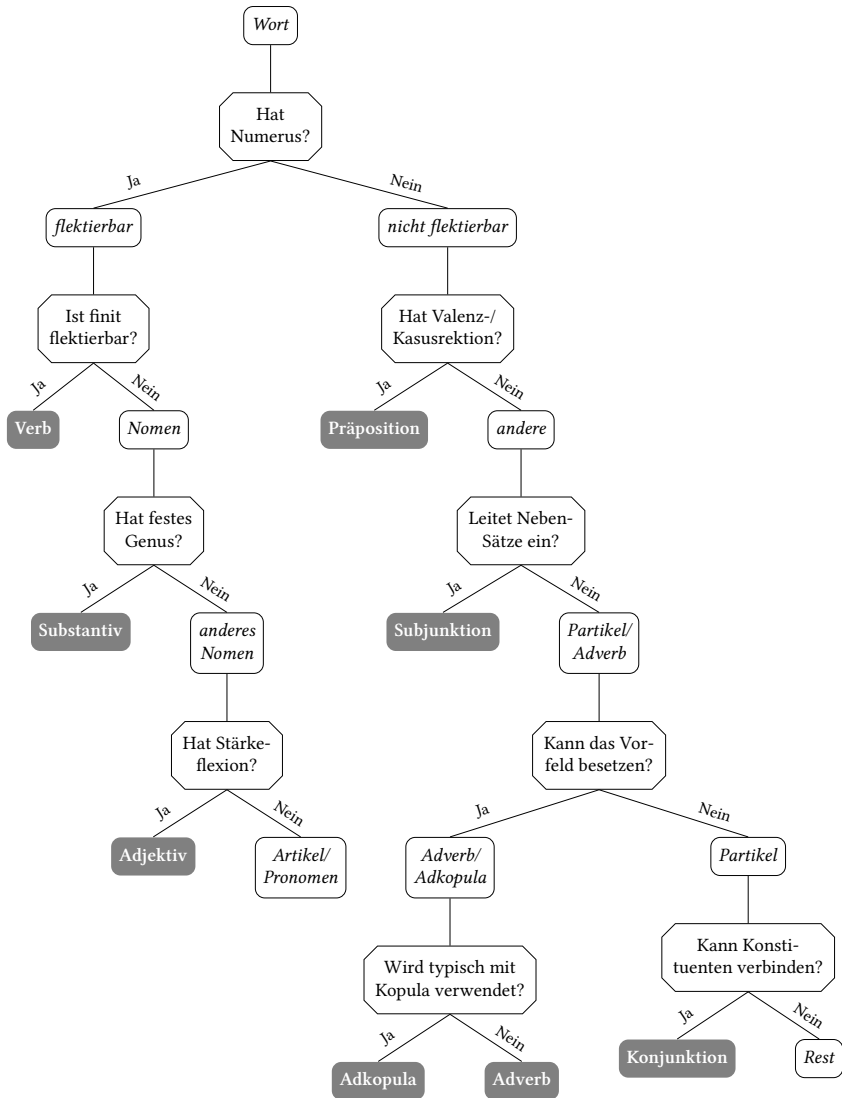 Wort
Hat
Numerus?
Ja
Nein
flektierbar
nicht flektierbar
Ist finit
flektierbar?
Hat Valenz-/
Kasusrektion?
Ja
Nein
Ja
Nein
Verb
Nomen
Präposition
andere
Hat festes
Genus?
Leitet Neben-
Sätze ein?
Ja
Nein
Ja
Nein
Substantiv
anderes
Nomen
Subjunktion
Partikel/
Adverb
Hat Stärke-
flexion?
Kann das Vor-
feld besetzen?
Ja
Nein
Ja
Nein
Adjektiv
Artikel/
Pronomen
Adverb/
Adkopula
Partikel
Wird typisch mit
Kopula verwendet?
Kann Konsti-
tuenten verbinden?
Ja
Nein
Ja
Nein
Adkopula
Adverb
Konjunktion
Rest